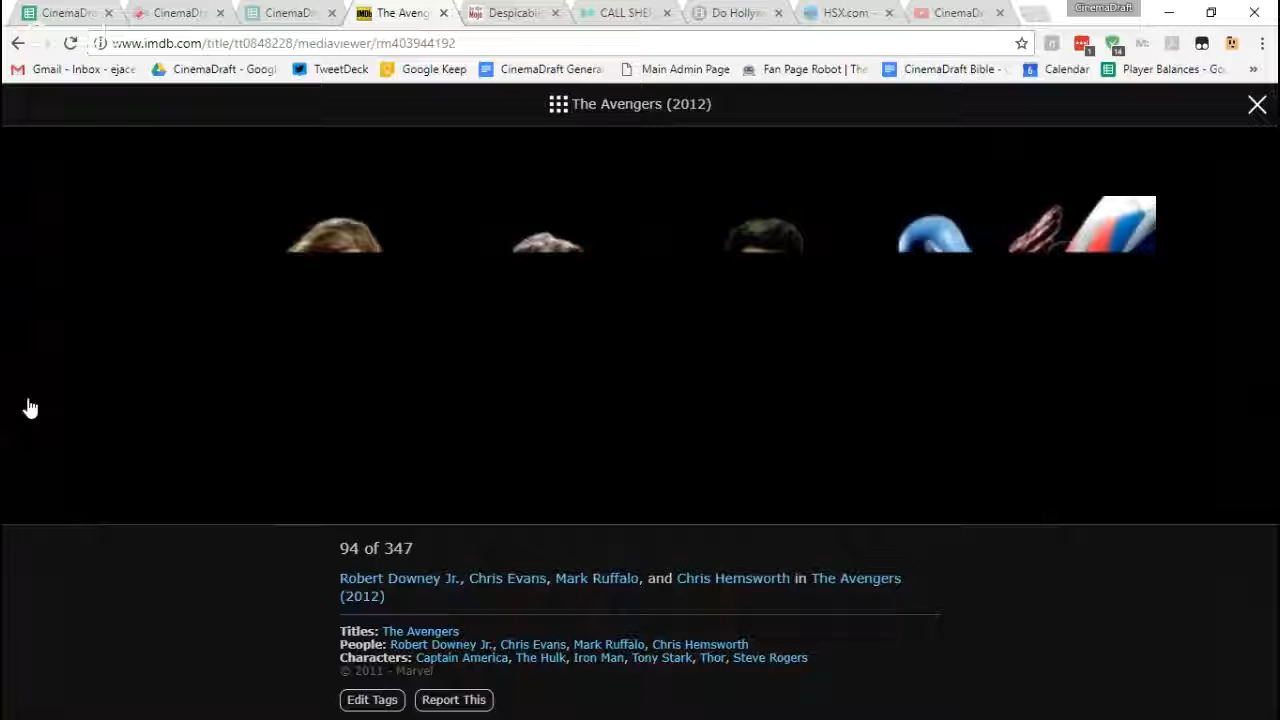 CinemaDra
CinemaDr
CinemaDr
The Aveng
Despicabl
CALL SHE
Do Hollyw
HSX.com -
CinemaDr
CinemaDraft
www.imdb.com/title/tt0848228/mediaviewer/rm403944192
Gmail - Inbox - ejace
CinemaDraft - Googl
TweetDeck
Google Keep
CinemaDraft Genera
Main Admin Page
Fan Page Robot | The
CinemaDraft Bible -
Calendar
Player Balances - Go
»
The Avengers (2012)
94 of 347
Robert Downey Jr., Chris Evans, Mark Ruffalo, and Chris Hemsworth in The Avengers
(2012)
Titles: The Avengers
People: Robert Downey Jr., Chris Evans, Mark Ruffalo, Chris Hemsworth
Characters: Captain America, The Hulk, Iron Man, Tony Stark, Thor, Steve Rogers
© 2011 - Marvel
Edit Tags
Report This